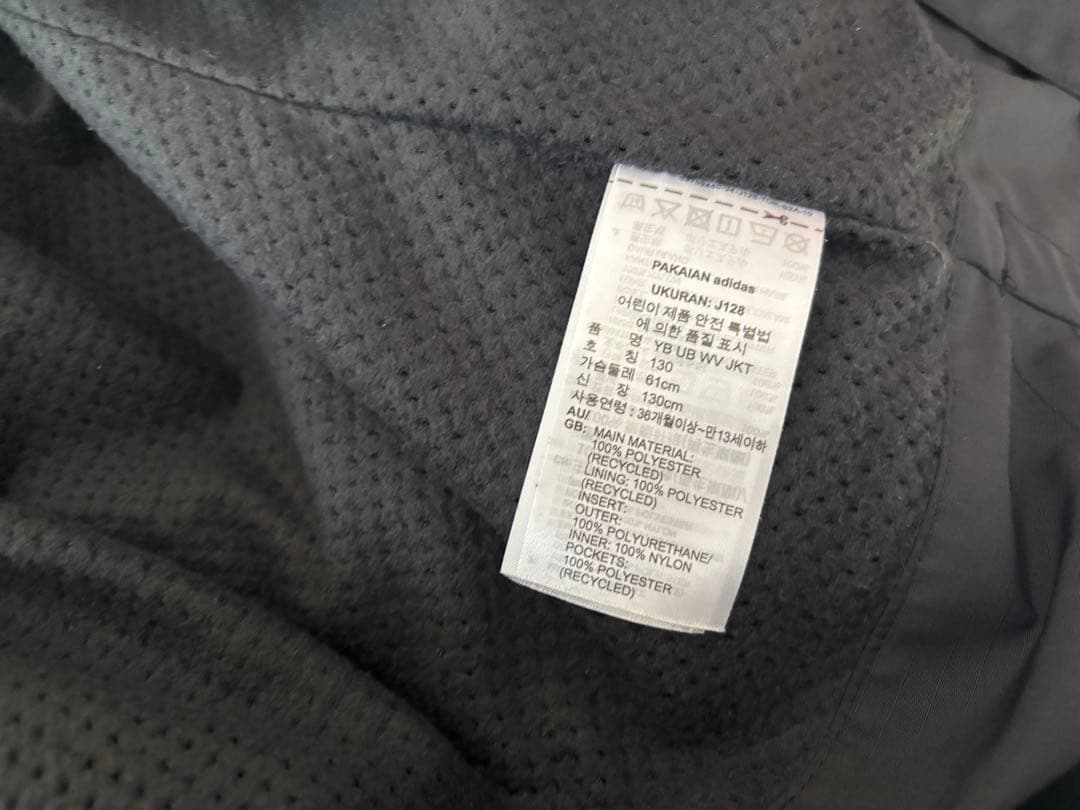 PAKAIAN adidas
UKURAN: J128
어린이 제품 안전 특별법
에 의한 품질 표시
품 명 YB UB WV JKT
호 칭 130
가슴둘레 61cm
신 장 130cm
사용연령 : 36개월이상~만13세이하
AU/
GB: MAIN MATERIAL:
100% POLYESTER
(RECYCLED)
LINING: 100% POLYESTER
(RECYCLED)
INSERT:
OUTER:
100% POLYURETHANE/
INNER: 100% NYLON
POCKETS:
100% POLYESTER
(RECYCLED)